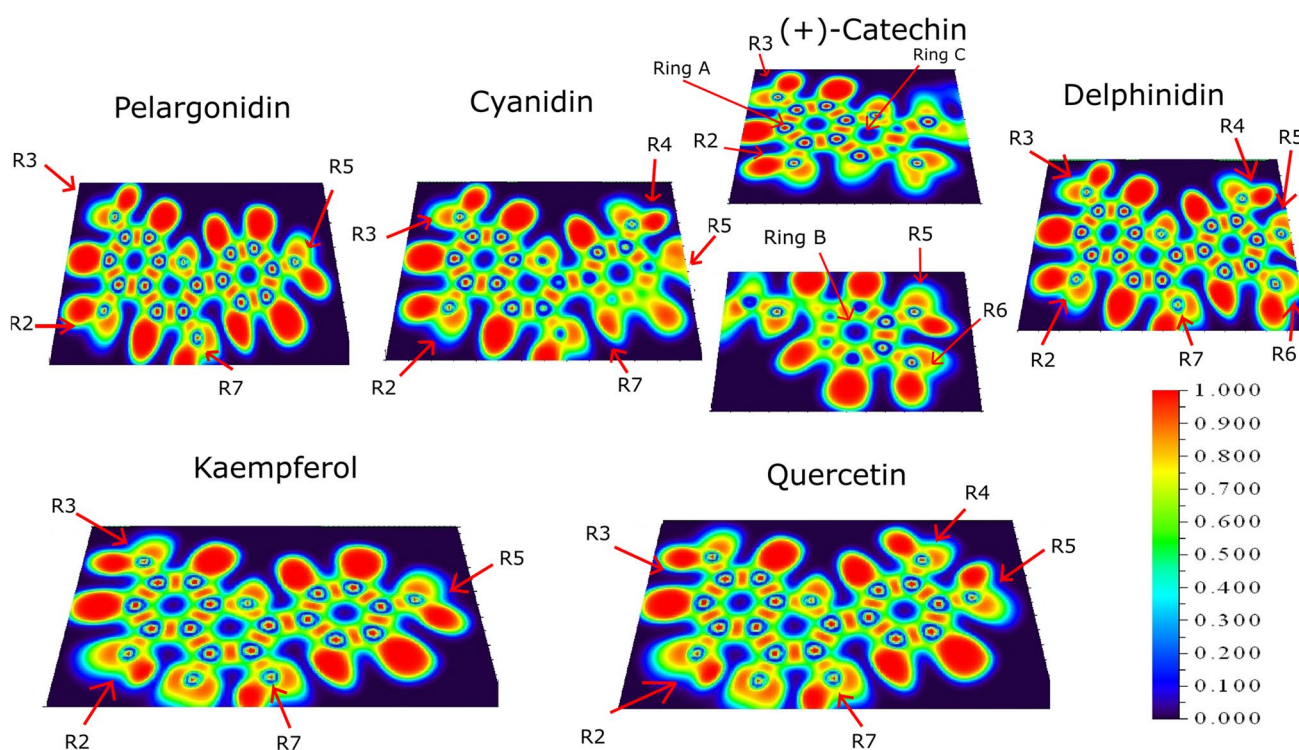 (+)-Catechin
R3
Ring A
Ring C
R2
Pelargonidin
R3
R5
R2
R7
Cyanidin
R4
R3
R5
R2
R7
Ring B
R5
R6
Delphinidin
R3
R4
R5
R2
R7
R6
1.000
0.900
0.800
0.700
0.600
0.500
0.400
0.300
0.200
0.100
0.000
Kaempferol
R3
R5
R2
R7
Quercetin
R4
R3
R5
R2
R7